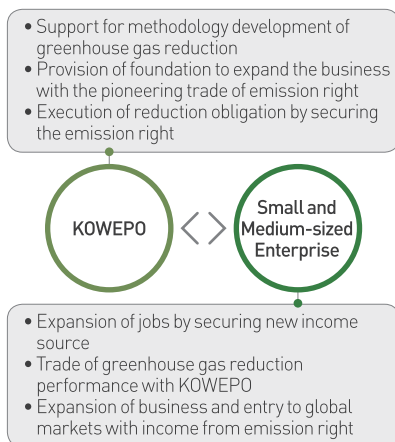 • Support for methodology development of
greenhouse gas reduction
• Provision of foundation to expand the business
with the pioneering trade of emission right
• Execution of reduction obligation by securing
the emission right
KOWEPO
Small and
Medium-sized
Enterprise
• Expansion of jobs by securing new income
source
• Trade of greenhouse gas reduction
performance with KOWEPO
• Expansion of business and entry to global
markets with income from emission right